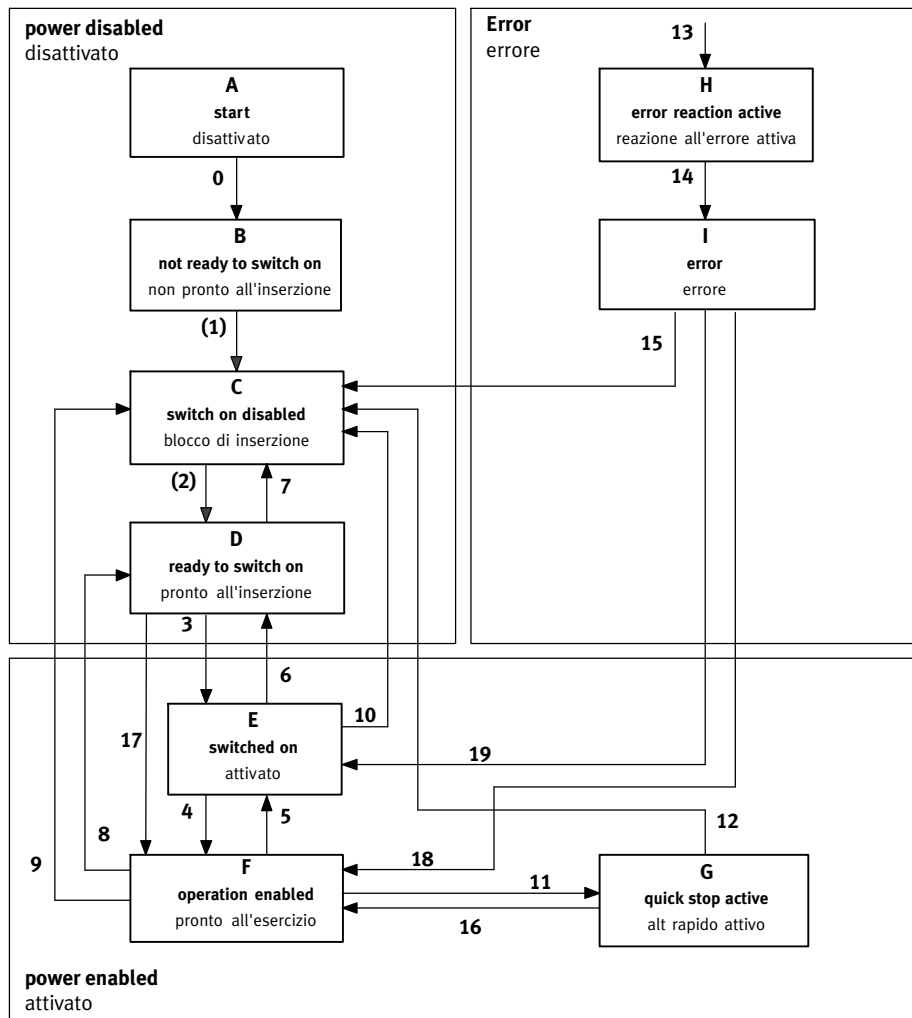 power disabled
disattivato
A
start
disattivato
0
B
not ready to switch on
non pronto all'inserzione
(1)
C
switch on disabled
blocco di inserzione
(2)
7
D
ready to switch on
pronto all'inserzione
3
Error
errore
13
H
error reaction active
reazione all'errore attiva
14
I
error
errore
15
6
10
E
switched on
attivato
17
19
4
5
8
9
12
F
operation enabled
pronto all'esercizio
18
11
16
G
quick stop active
alt rapido attivo
power enabled
attivato